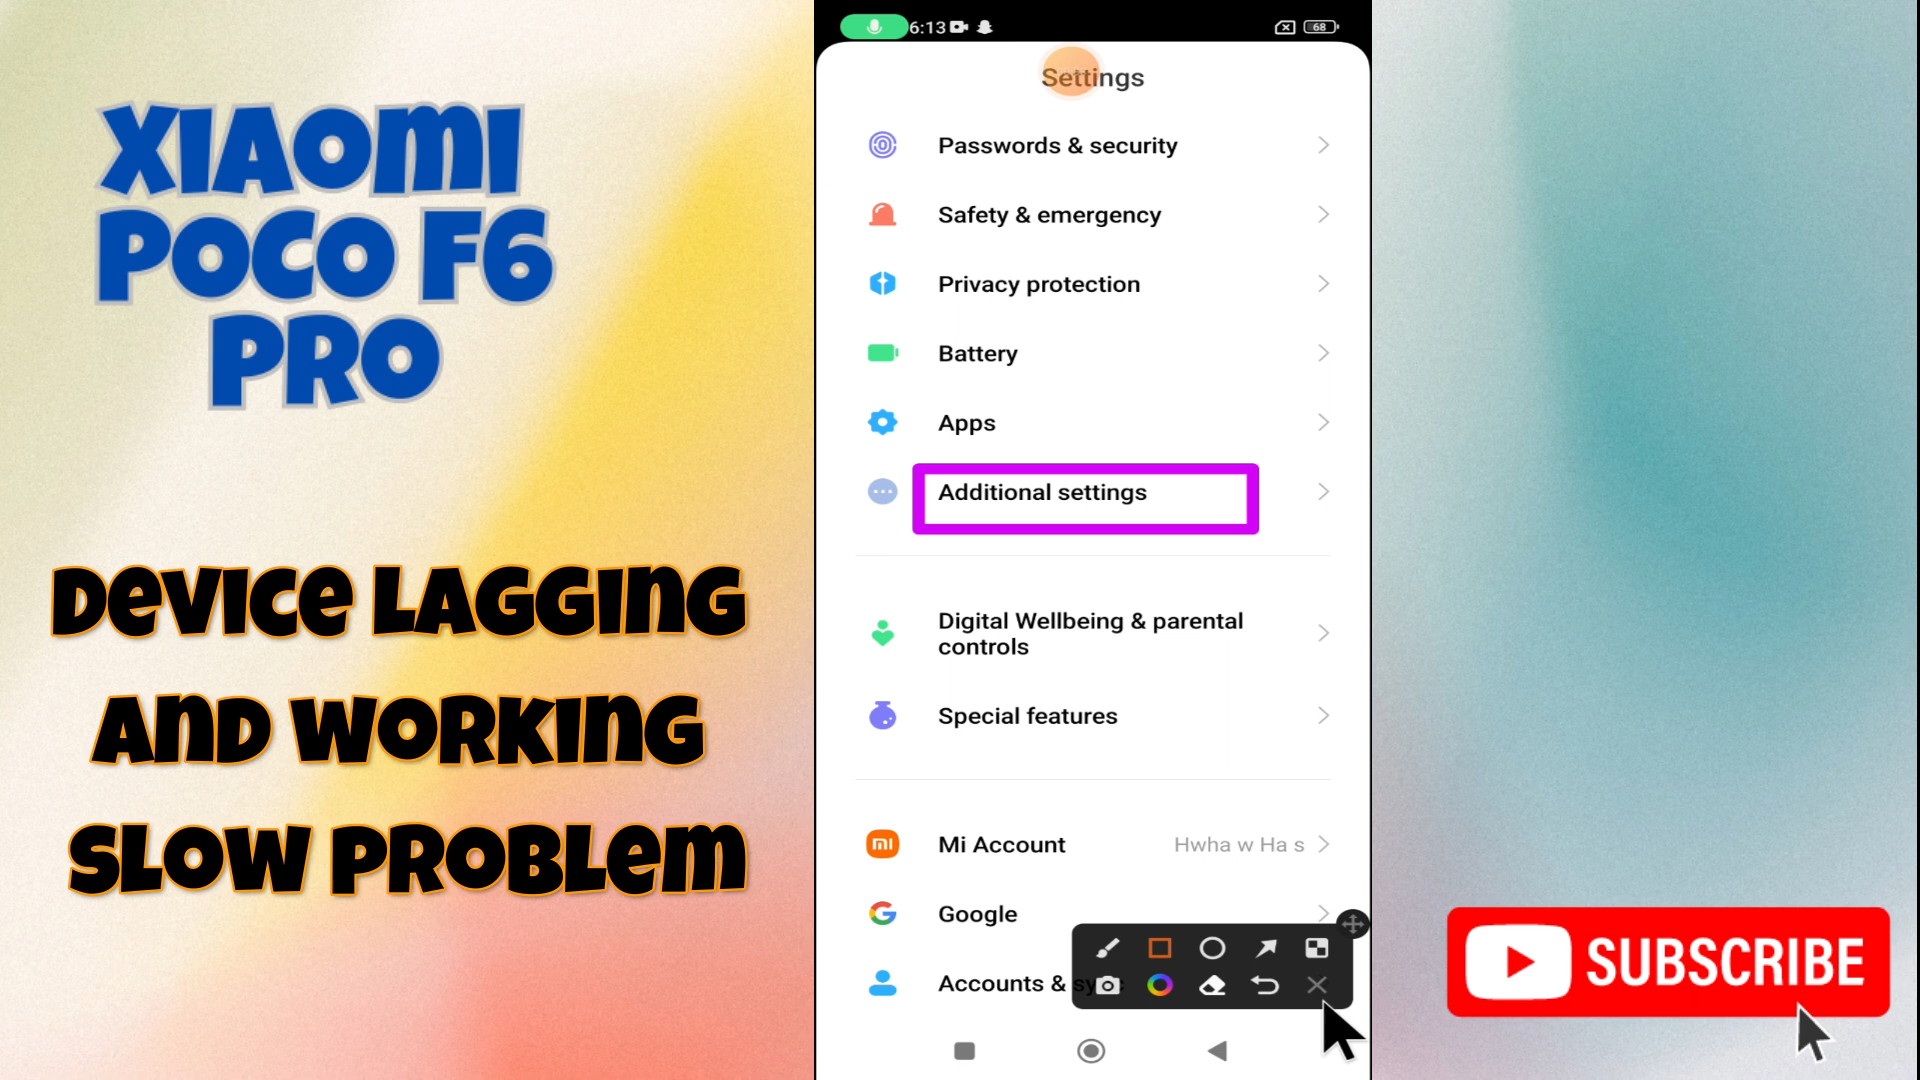 XIAOMI
POCO F6
PRO
DEVICE LAGGING
AND WORKING
SLOW PROBLEM
6:13
68
Settings
Passwords & security
Safety & emergency
Privacy protection
Battery
Apps
Additional settings
Digital Wellbeing & parental
controls
Special features
mi
Mi Account
Hwha w Ha s
Google
Accounts &
SUBSCRIBE